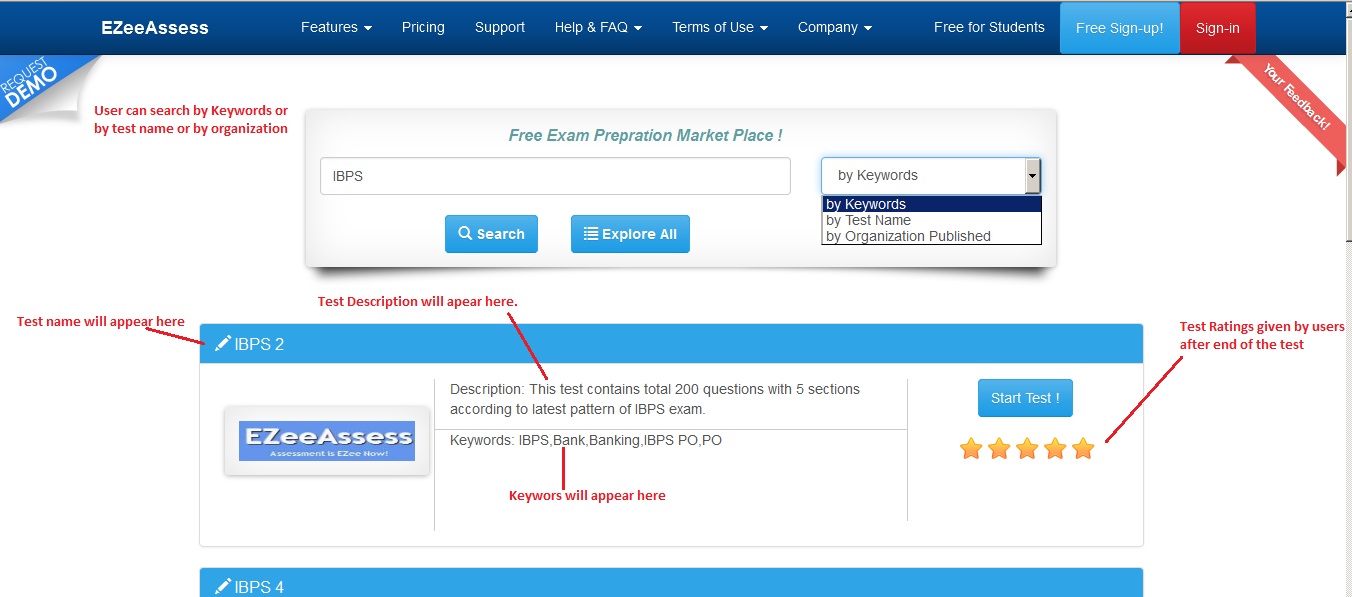 EZeeAssess Features Pricing Support Help & FAQ Terms of Use Company Free for Students Free Sign-up! Sign-in
REQUEST
DEMO
Your Feedback!
User can search by Keywords or
by test name or by organization
Free Exam Prepration Market Place !
IBPS
by Keywords
by Keywords
by Test Name
by Organization Published
Search
Explore All
Test Description will apear here.
Test name will appear here
Test Ratings given by users
after end of the test
IBPS 2
Description: This test contains total 200 questions with 5 sections
according to latest pattern of IBPS exam.
Start Test !
EZeeAssess
Assessment is EZee Now!
Keywords: IBPS,Bank,Banking,IBPS PO,PO
Keywors will appear here
IBPS 4